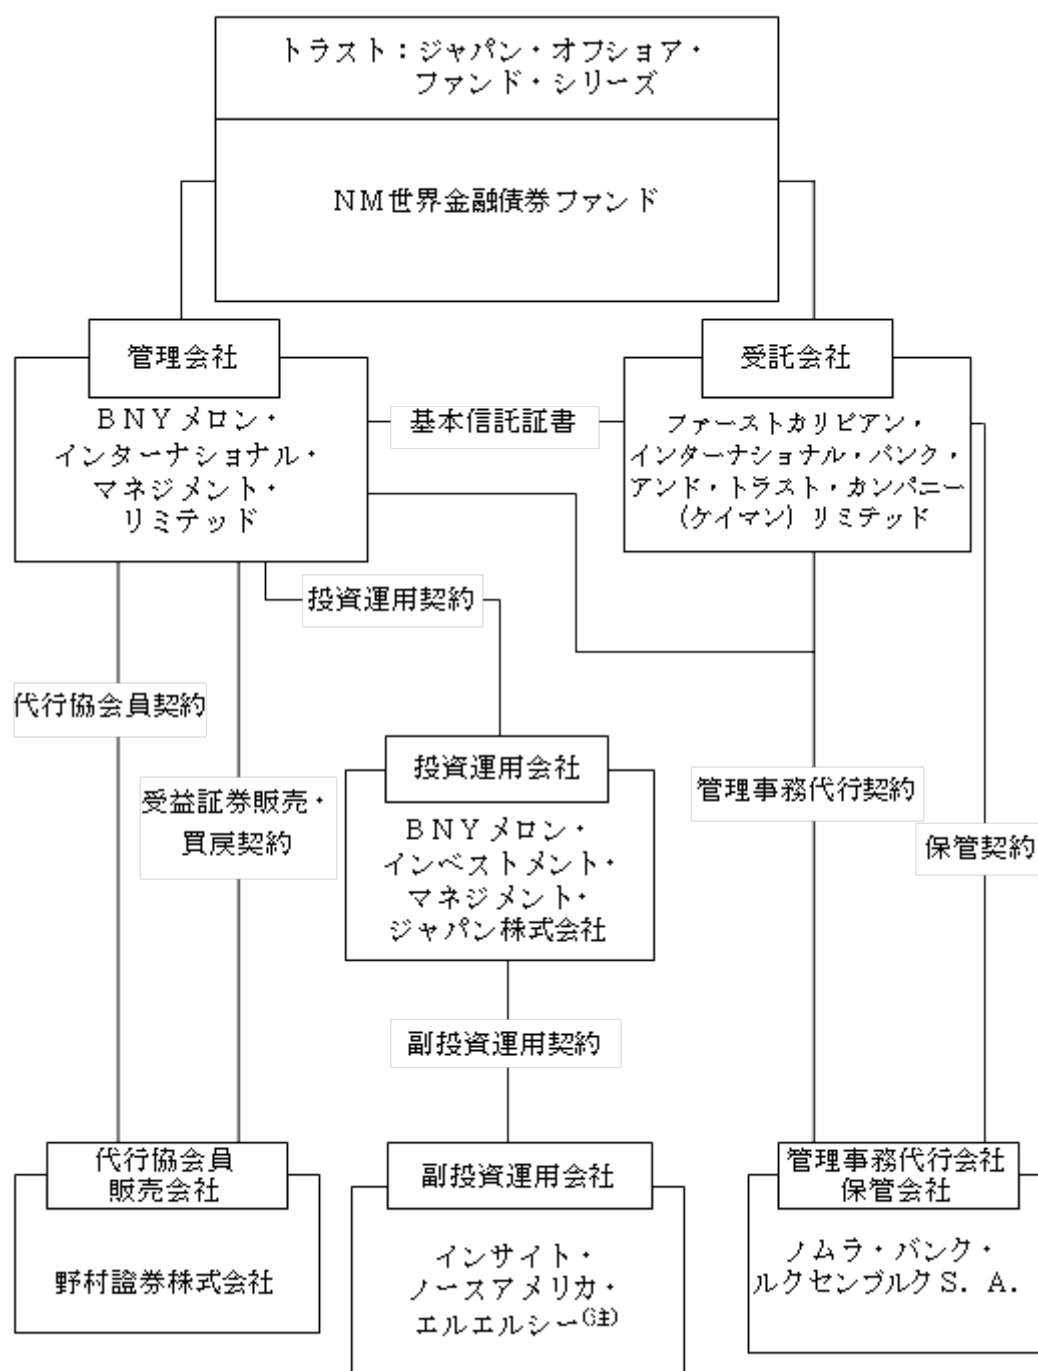 トラスト：ジャパン・オフショア・
ファンド・シリーズ
ＮＭ世界金融債券ファンド
管理会社
ＢＮＹメロン・
インターナショナル・
マネジメント・
リミテッド
基本信託証書
受託会社
ファーストカリビアン・
インターナショナル・バンク・
アンド・トラスト・カンパニー
（ケイマン）リミテッド
投資運用契約
代行協会員契約
受益証券販売・
買戻契約
投資運用会社
ＢＮＹメロン・
インベストメント・
マネジメント・
ジャパン株式会社
管理事務代行契約
保管契約
副投資運用契約
代行協会員
販売会社
野村證券株式会社
副投資運用会社
インサイト・
ノースアメリカ・
エルエルシー(注)
管理事務代行会社
保管会社
ノムラ・バンク・
ルクセンブルクＳ．Ａ．